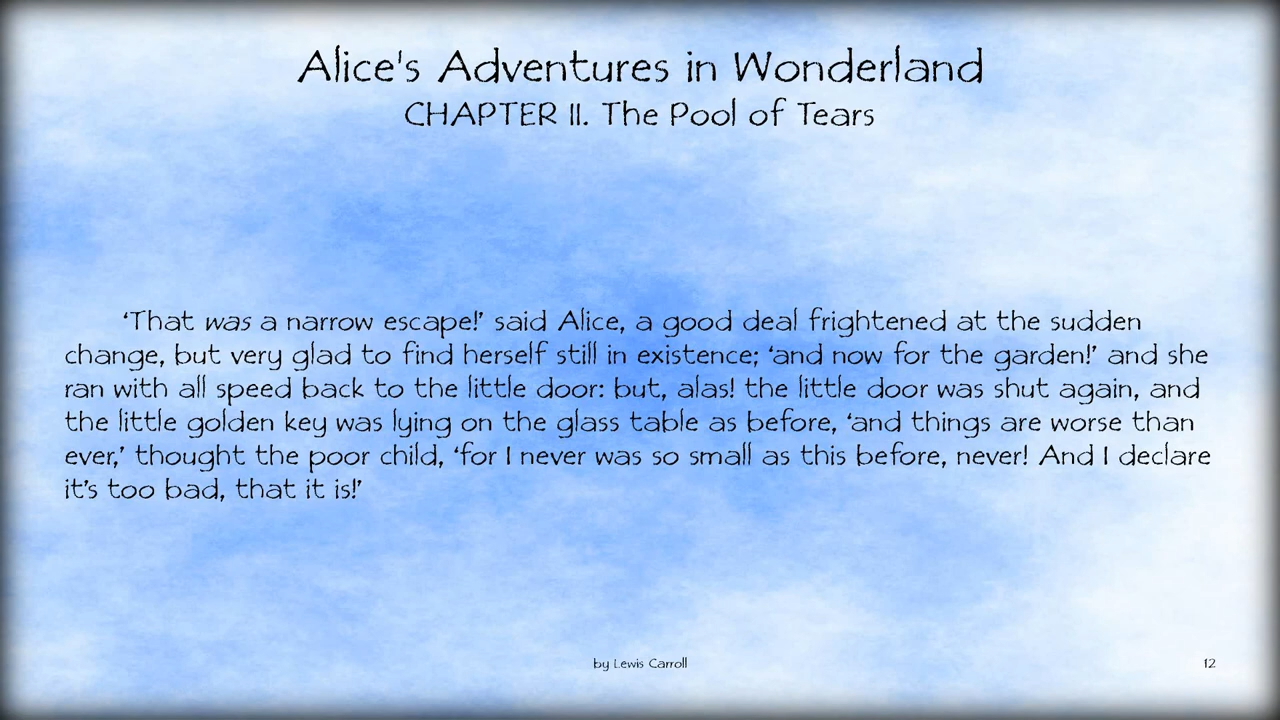 Alice's Adventures in Wonderland
CHAPTER II. The Pool of Tears
‘That was a narrow escape!’ said Alice, a good deal frightened at the sudden
change, but very glad to find herself still in existence; ‘and now for the garden!’ and she
ran with all speed back to the little door: but, alas! the little door was shut again, and
the little golden key was lying on the glass table as before, ‘and things are worse than
ever,’ thought the poor child, ‘for I never was so small as this before, never! And I declare
it’s too bad, that it is!’
by Lewis Carroll
12